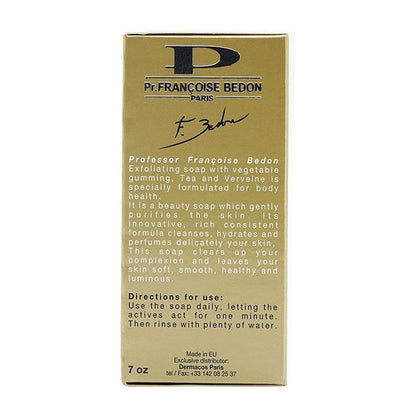 P
Pr.FRANÇOISE BEDON
PARIS
F. Bedon
Professor Françoise Bedon
Exfoliating soap with vegetable
gumming, Tea and Verveine is
specially formulated for body
health.
It is a beauty soap which gently
purifies the skin. Its
innovative, rich consistent
formula cleanses, hydrates and
perfumes delicately your skin.
This soap clears up your
complexion and leaves your
skin soft, smooth, healthy and
luminous.
Directions for use:
Use the soap daily, letting the
actives act for one minute.
Then rinse with plenty of water.
Made in EU
Exclusive distributor:
Dermacos Paris
7 oz
tel / Fax: +33 142 08 25 37